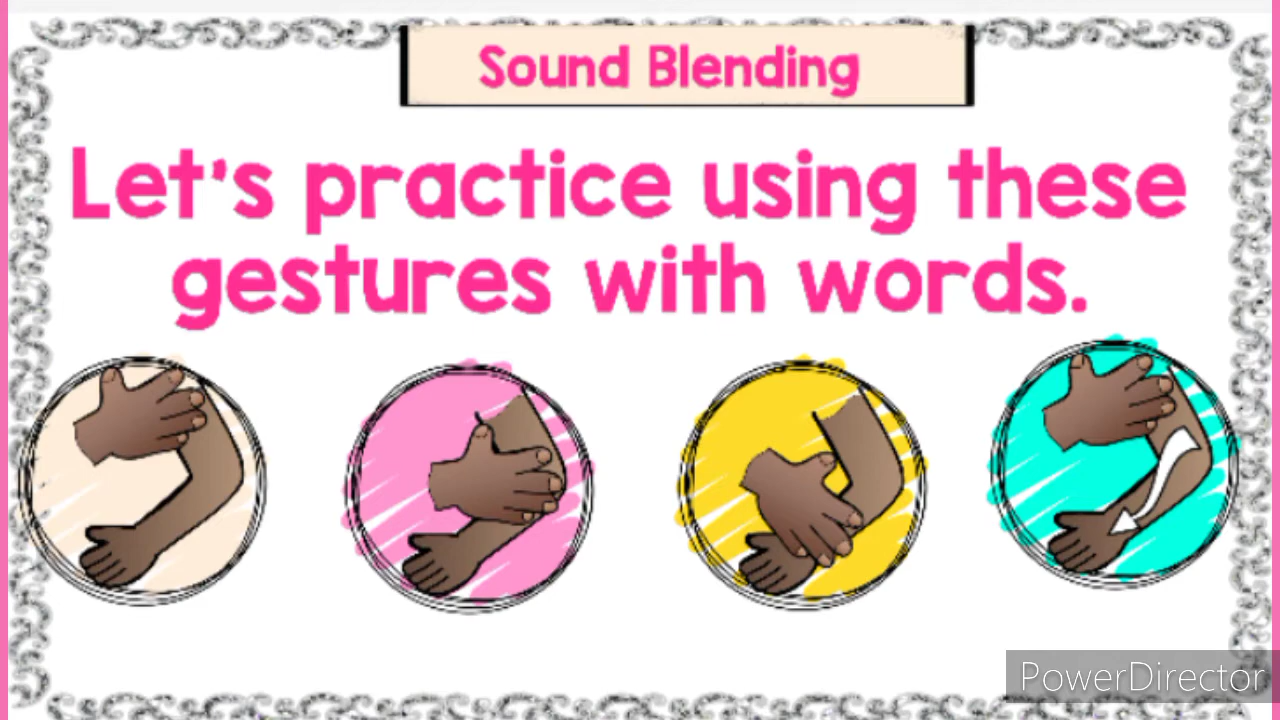 Sound Blending
Let's practice using these
gestures with words.
PowerDirector